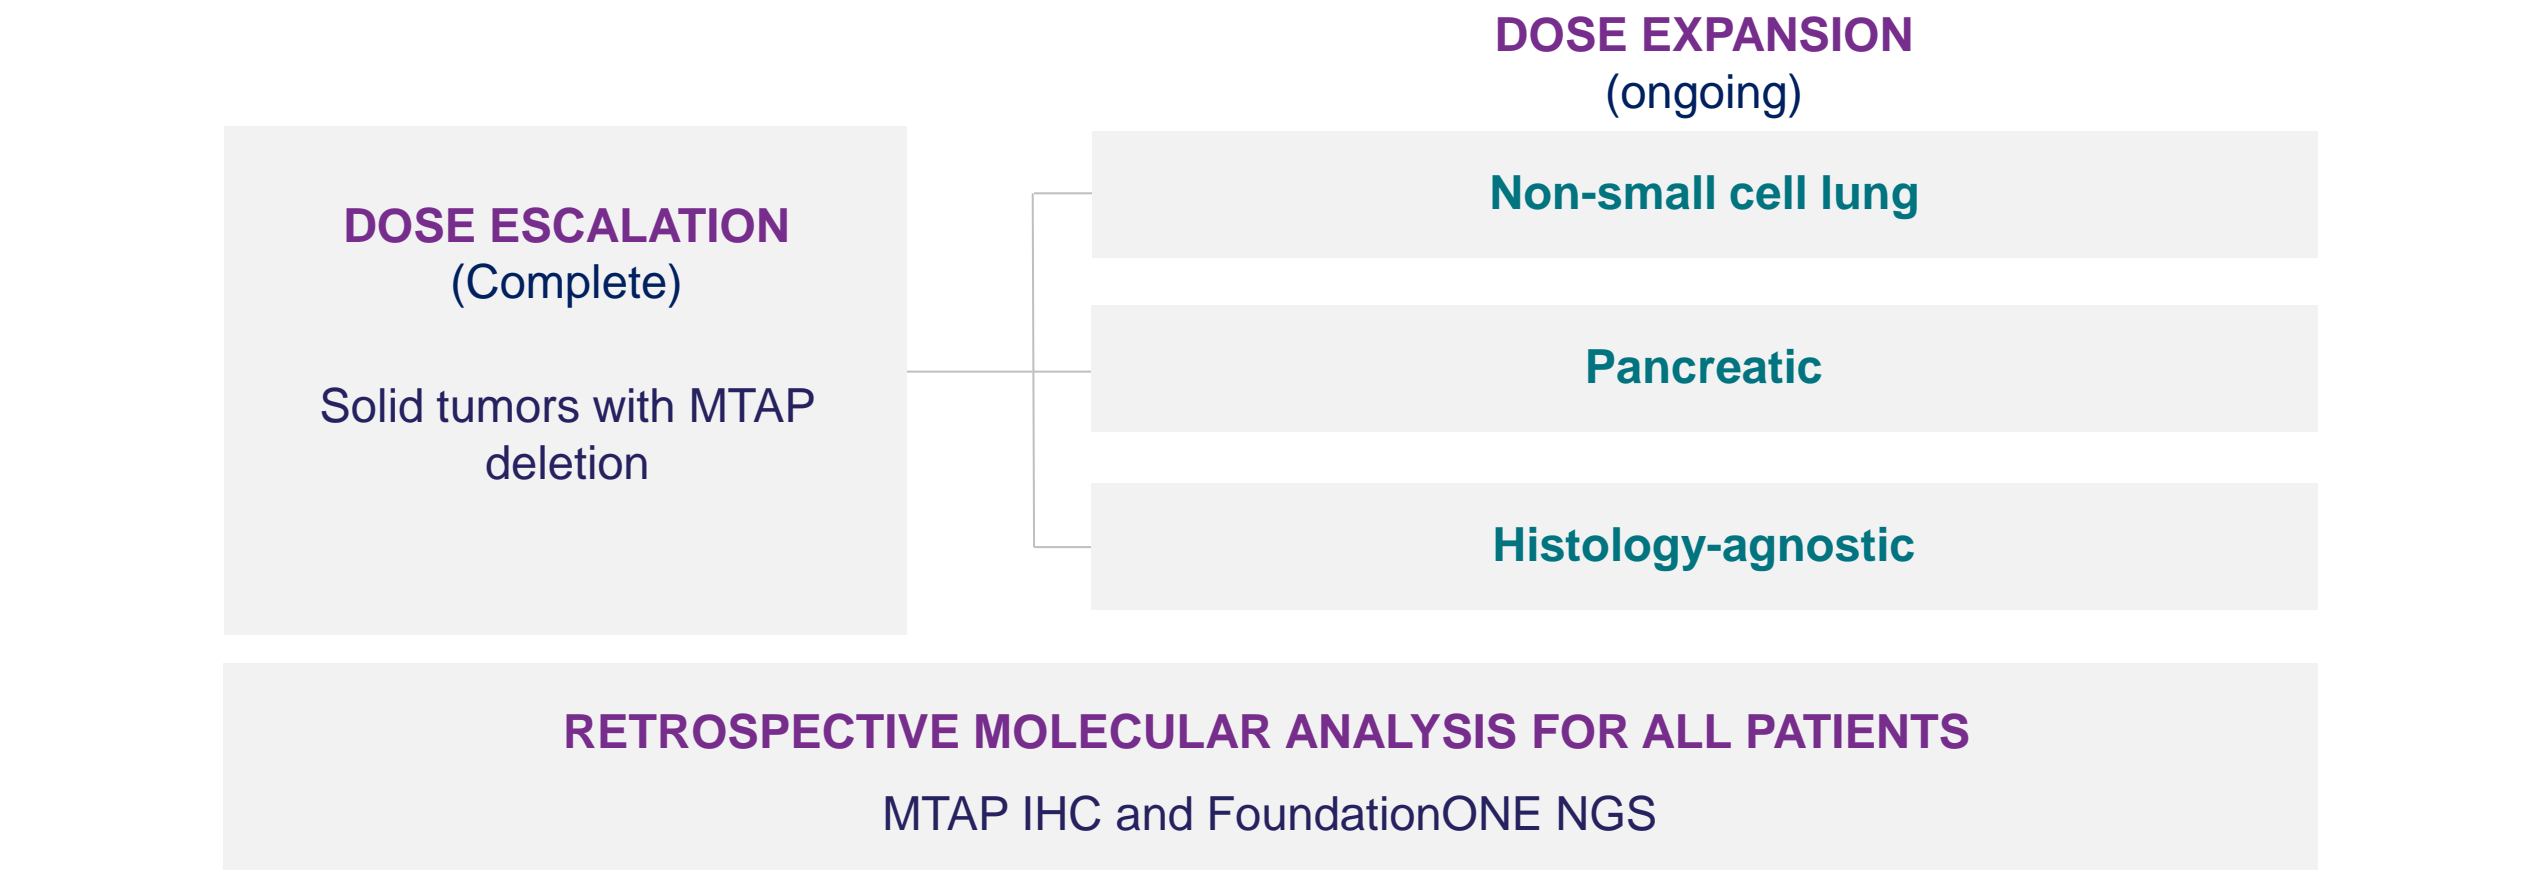 DOSE ESCALATION
(Complete)
Solid tumors with MTAP
deletion
DOSE EXPANSION
(ongoing)
Non-small cell lung
Pancreatic
Histology-agnostic
RETROSPECTIVE MOLECULAR ANALYSIS FOR ALL PATIENTS
MTAP IHC and FoundationONE NGS